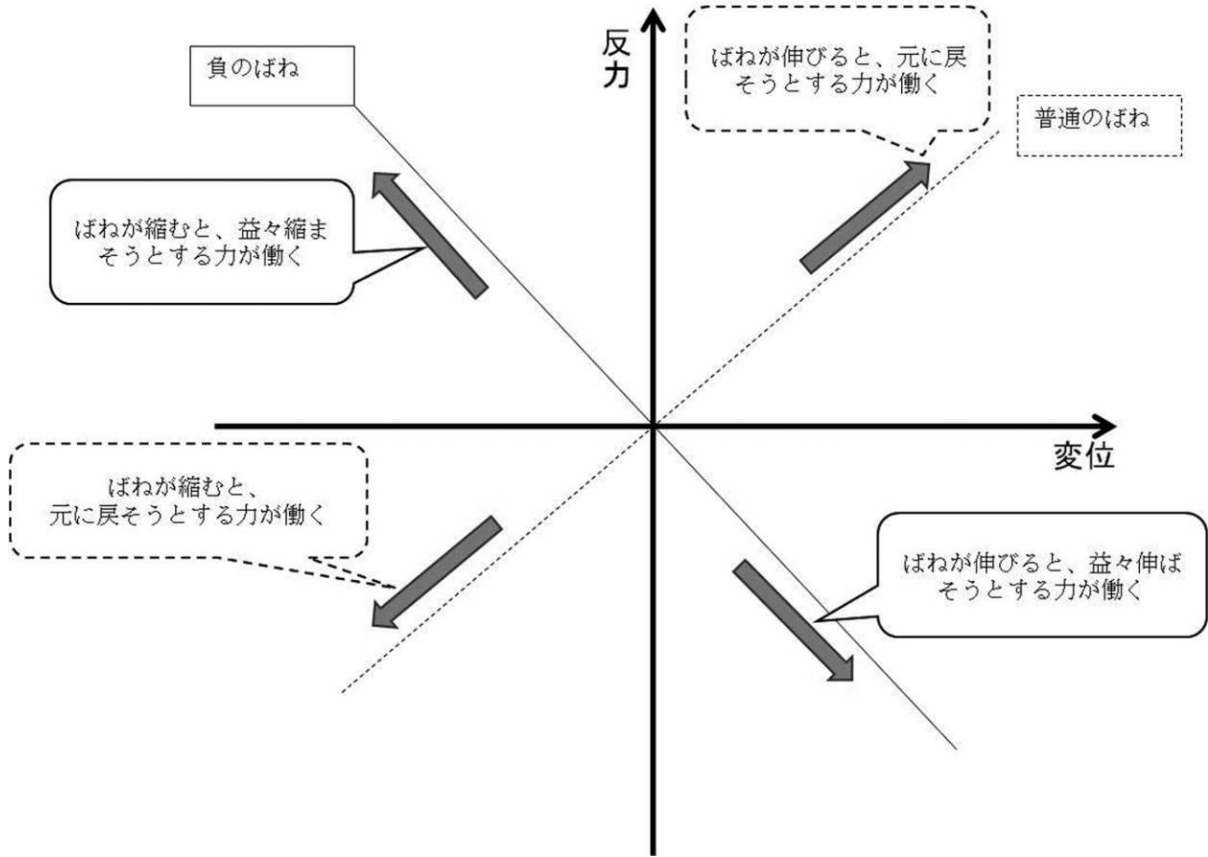 負のばね
反
力
ばねが伸びると、元に戻
そうとする力が働く
普通のばね
ばねが縮むと、益々縮ま
そうとする力が働く
変位
ばねが縮むと、
元に戻そうとする力が働く
ばねが伸びると、益々伸ば
そうとする力が働く